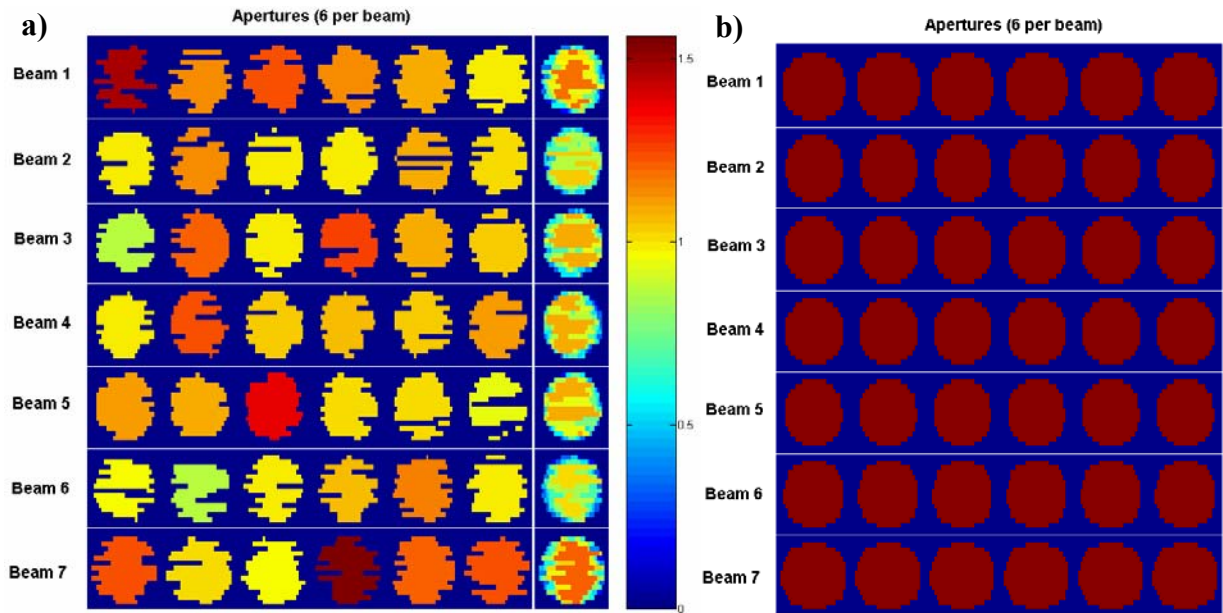 a)
Apertures (6 per beam)
Beam 1
Beam 2
Beam 3
Beam 4
Beam 5
Beam 6
Beam 7
1.5
1
0.5
0
b)
Apertures (6 per beam)
Beam 1
Beam 2
Beam 3
Beam 4
Beam 5
Beam 6
Beam 7